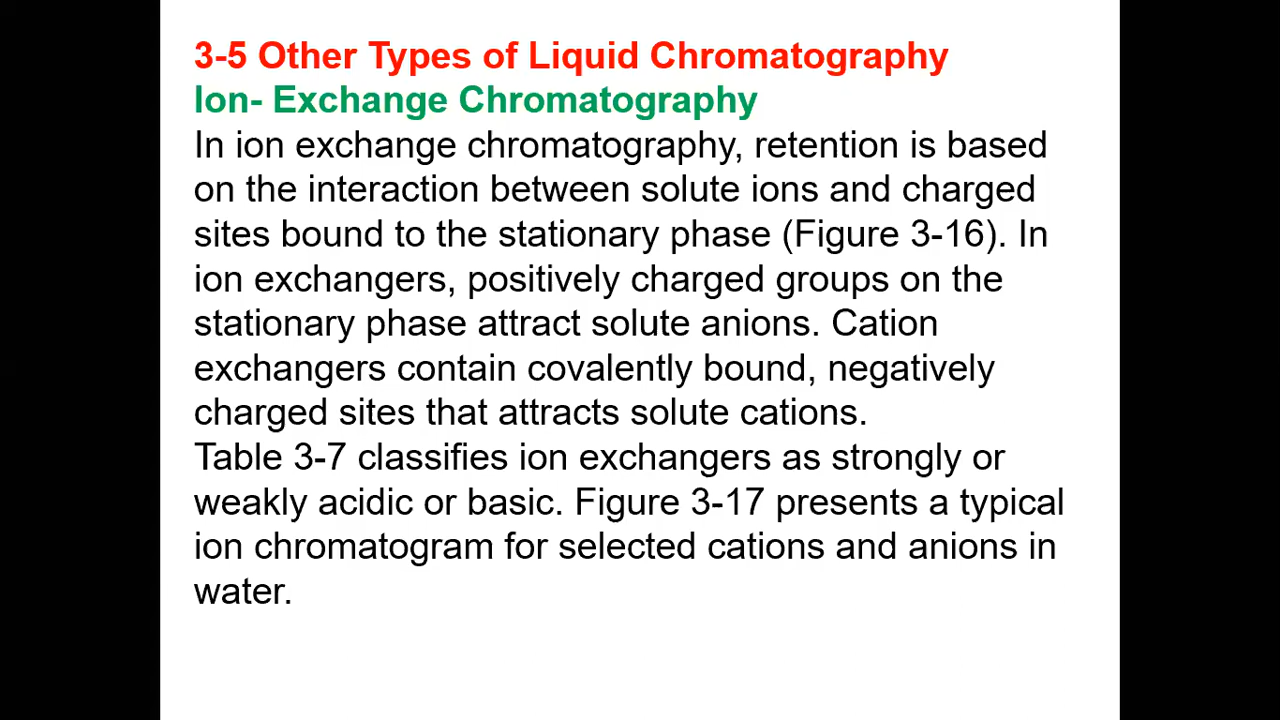 3-5 Other Types of Liquid Chromatography
Ion- Exchange Chromatography
In ion exchange chromatography, retention is based
on the interaction between solute ions and charged
sites bound to the stationary phase (Figure 3-16). In
ion exchangers, positively charged groups on the
stationary phase attract solute anions. Cation
exchangers contain covalently bound, negatively
charged sites that attracts solute cations.
Table 3-7 classifies ion exchangers as strongly or
weakly acidic or basic. Figure 3-17 presents a typical
ion chromatogram for selected cations and anions in
water.